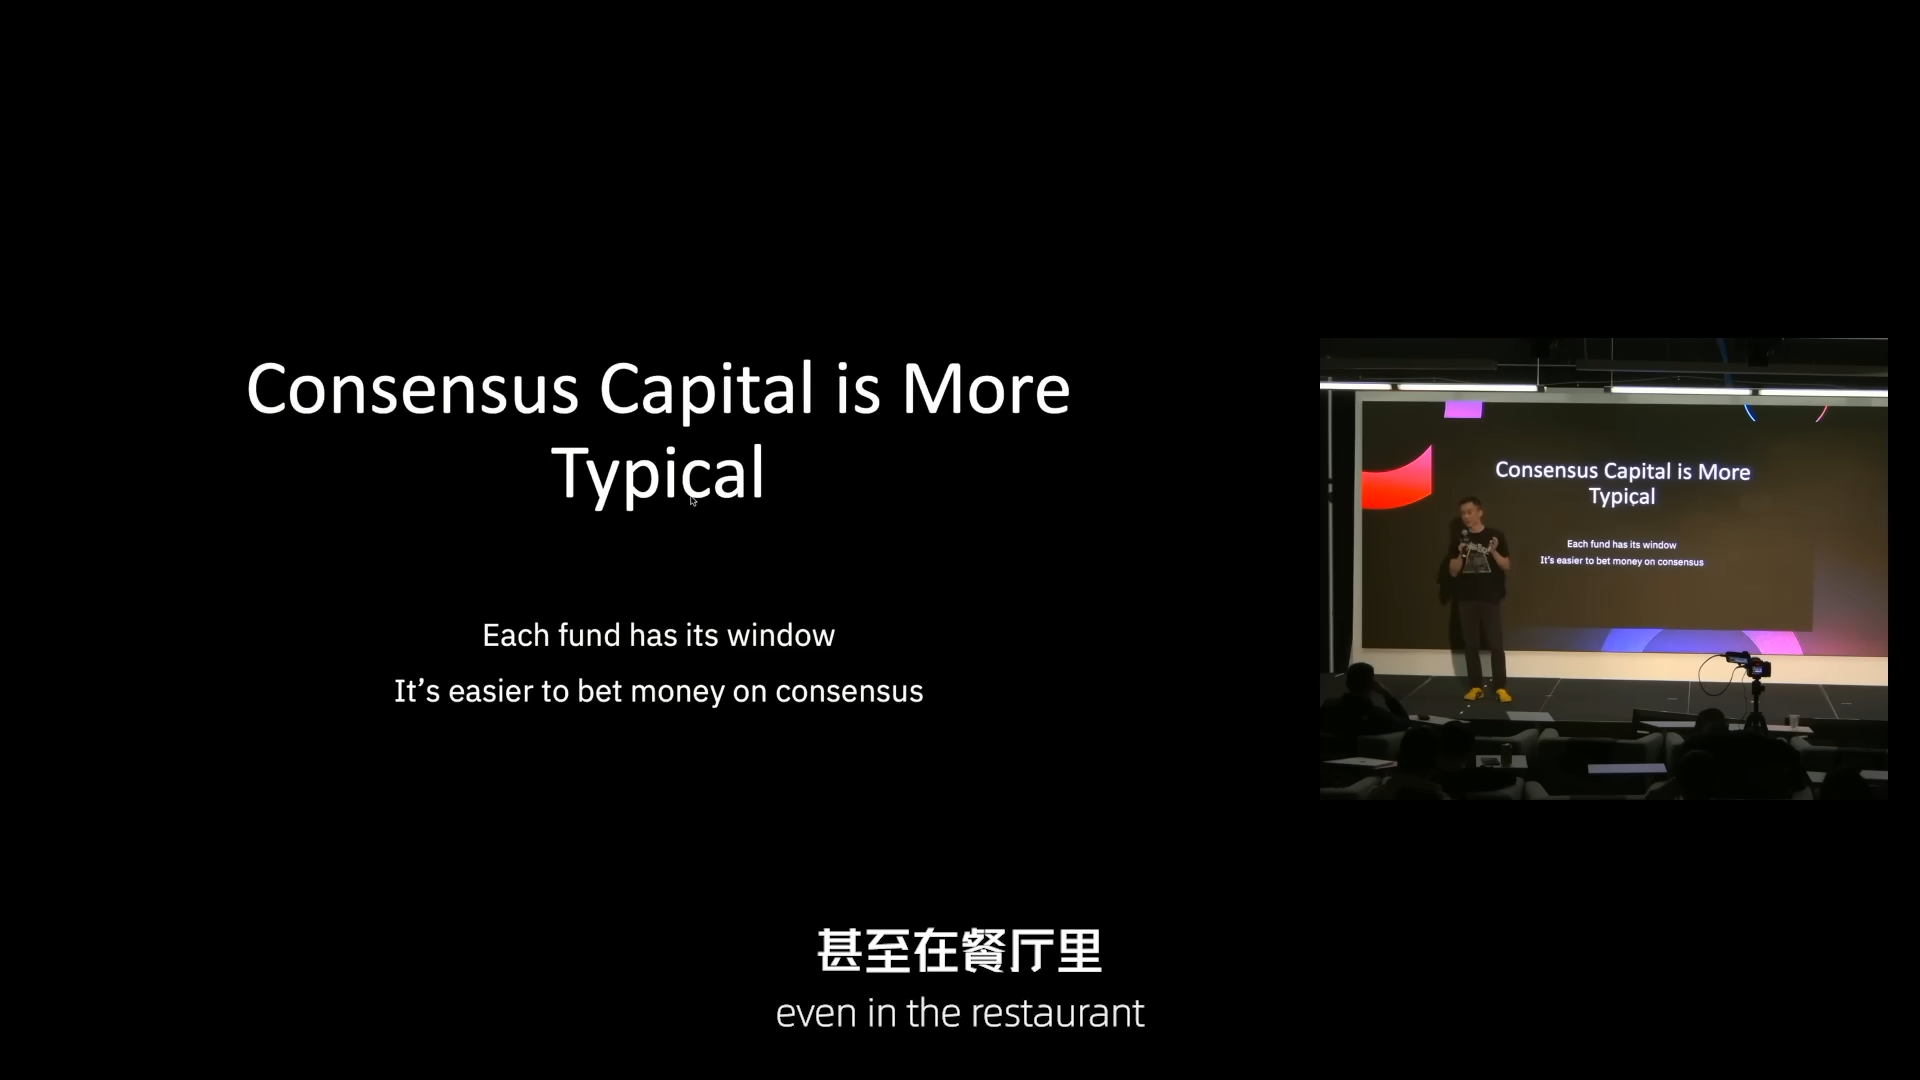 Consensus Capital is More
Typical
Each fund has its window
It's easier to bet money on consensus
Consensus Capital is More
Typical
Each fund has its window
It's easier to bet money on consensus
甚至在餐厅里
even in the restaurant